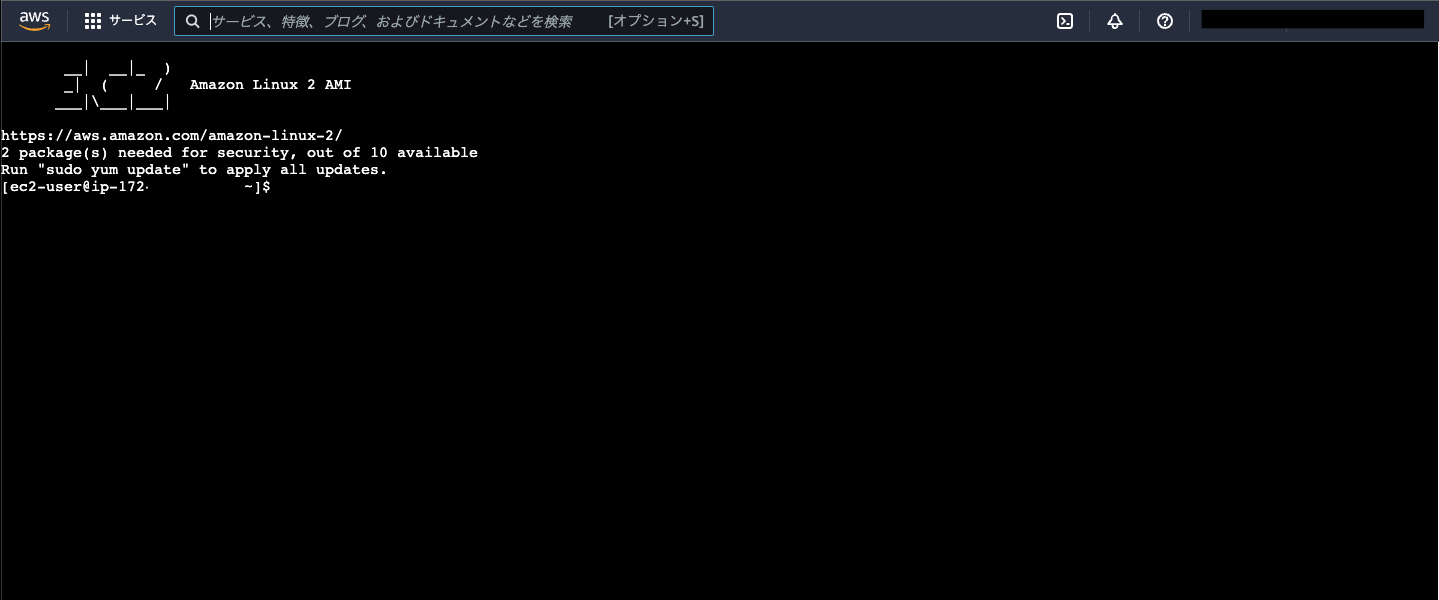 aws サービス サービス、特徴、ブログ、およびドキュメントなどを検索 [オプション+S]
__|  __|_  )
_|  (     /   Amazon Linux 2 AMI
___|\___|___|
https://aws.amazon.com/amazon-linux-2/
2 package(s) needed for security, out of 10 available
Run "sudo yum update" to apply all updates.
[ec2-user@ip-172- ~]$